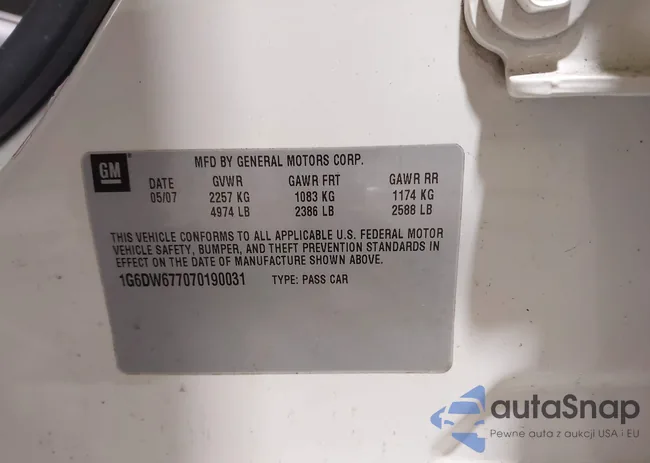 GM
MFD BY GENERAL MOTORS CORP.
DATE GVWR GAWR FRT GAWR RR
05/07 2257 KG 1083 KG 1174 KG
4974 LB 2386 LB 2588 LB
THIS VEHICLE CONFORMS TO ALL APPLICABLE U.S. FEDERAL MOTOR
VEHICLE SAFETY, BUMPER, AND THEFT PREVENTION STANDARDS IN
EFFECT ON THE DATE OF MANUFACTURE SHOWN ABOVE.
1G6DW677070190031 TYPE: PASS CAR
autaSnap
Pewne auta z aukcji USA i EU